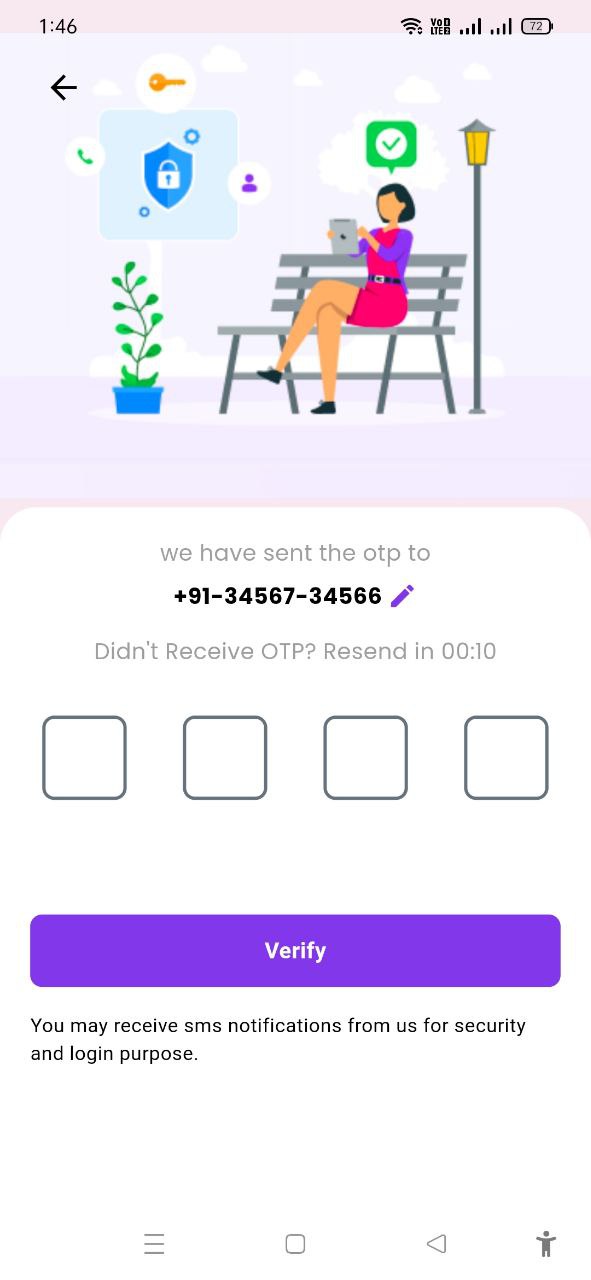 1:46
VoD
LTE2
72
we have sent the otp to
+91-34567-34566
Didn't Receive OTP? Resend in 00:10
Verify
You may receive sms notifications from us for security
and login purpose.